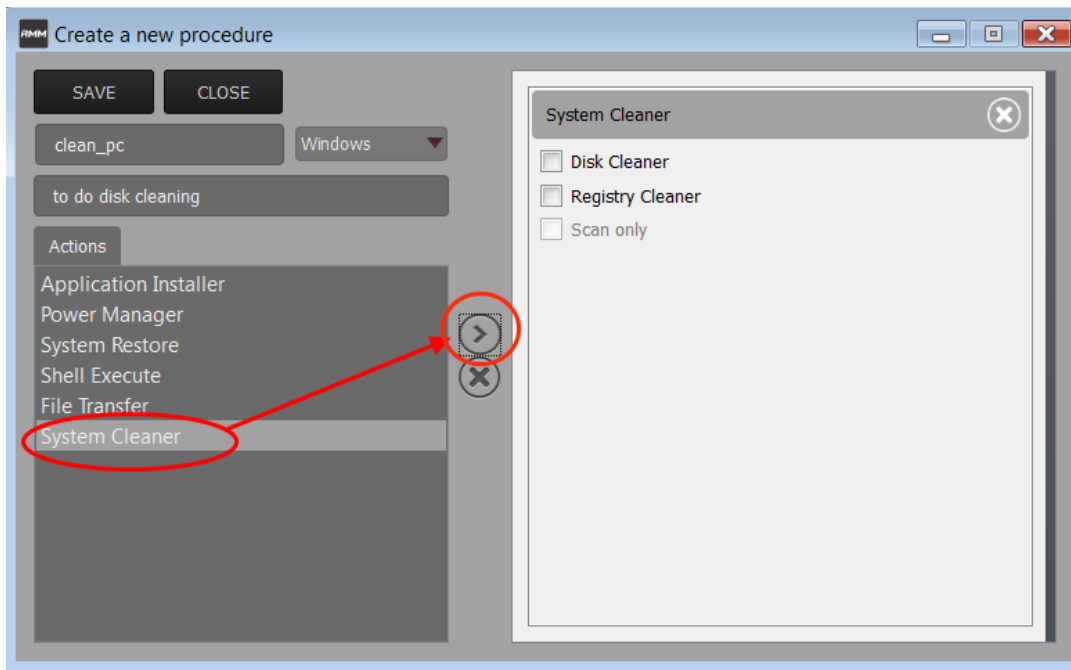 RMM Create a new procedure
SAVE CLOSE
clean_pc Windows
to do disk cleaning
Actions
Application Installer
Power Manager
System Restore
Shell Execute
File Transfer
System Cleaner
System Cleaner
Disk Cleaner
Registry Cleaner
Scan only